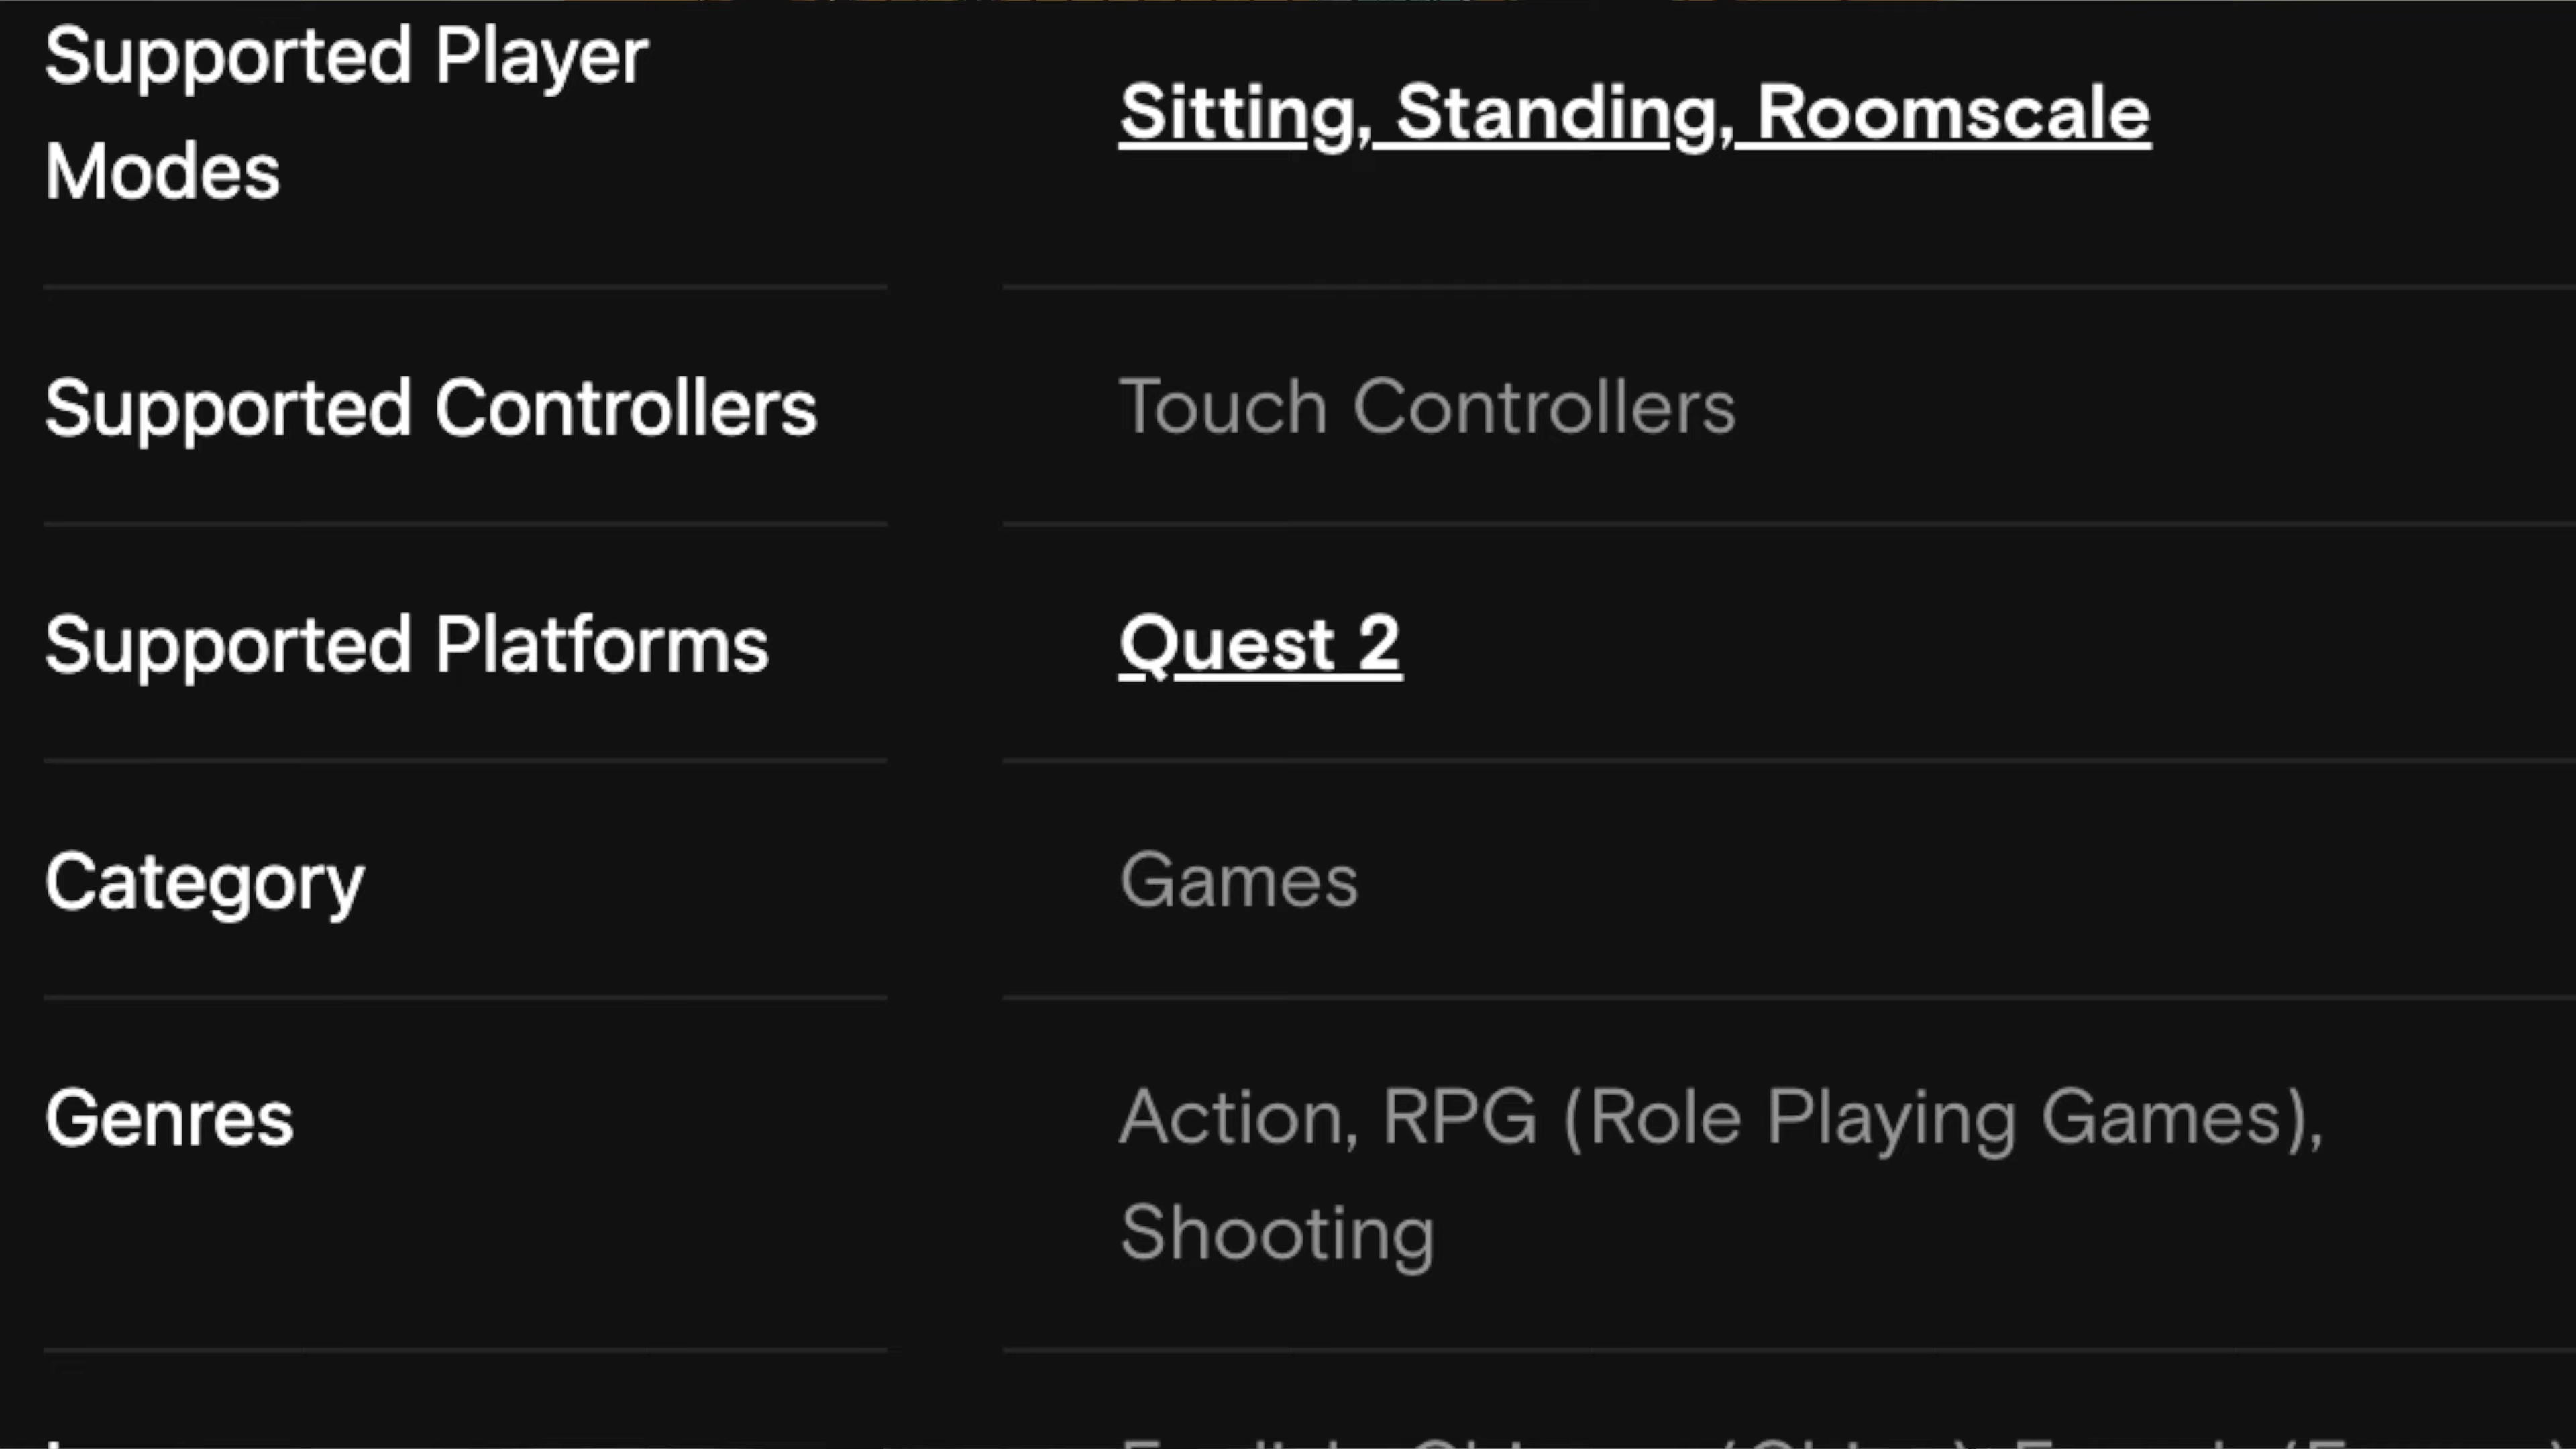 Supported Player
Modes
Sitting, Standing, Roomscale
Supported Controllers
Touch Controllers
Supported Platforms
Quest 2
Category
Games
Genres
Action, RPG (Role Playing Games),
Shooting